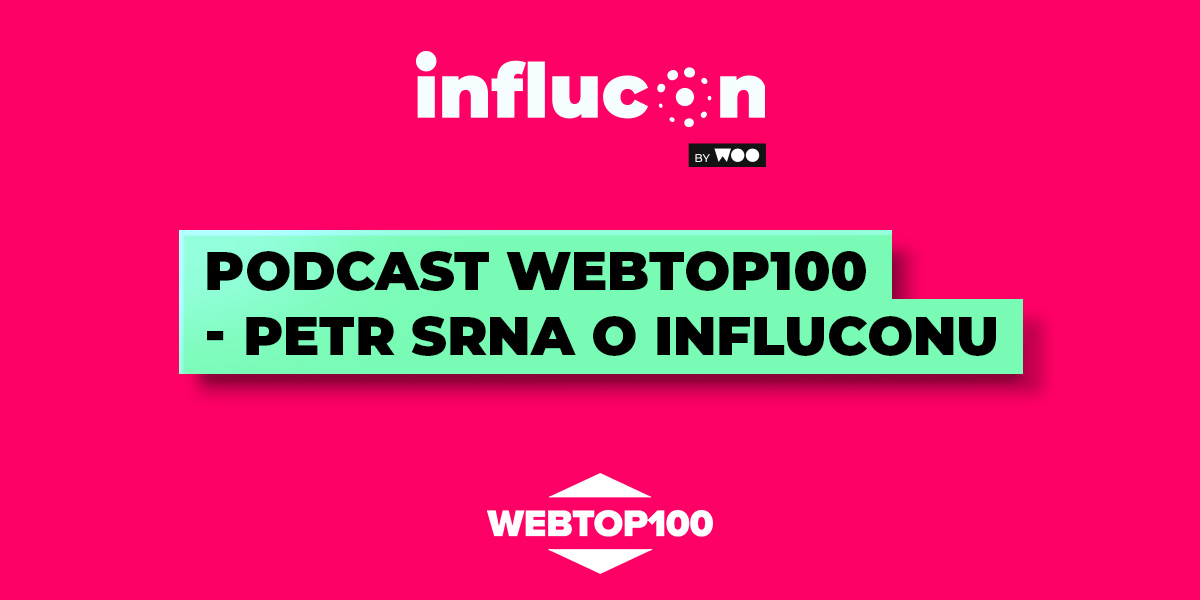 influcon
BY WOO
PODCAST WEBTOP100
- PETR SRNA O INFLUCONU
WEBTOP100